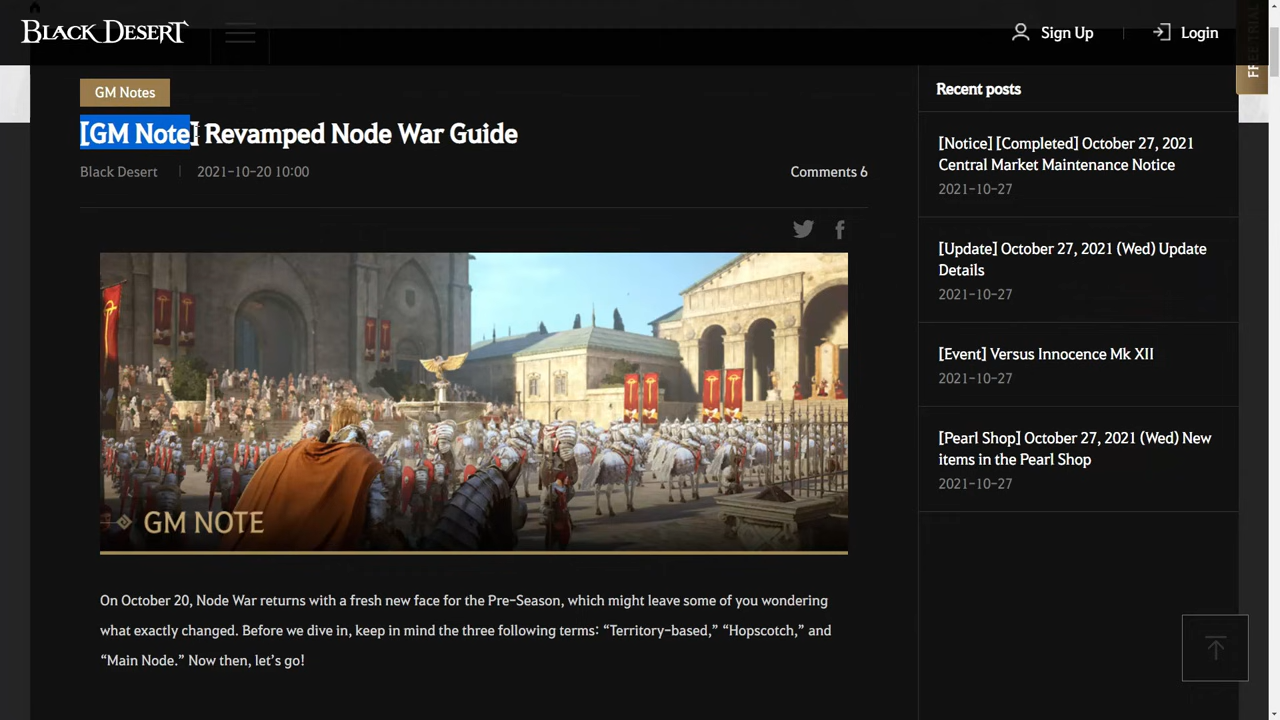 BLACK DESERT
Sign Up
Login
FREE TRIAL
GM Notes
[GM Note] Revamped Node War Guide
Black Desert
2021-10-20 10:00
Comments 6
GM NOTE
On October 20, Node War returns with a fresh new face for the Pre-Season, which might leave some of you wondering
what exactly changed. Before we dive in, keep in mind the three following terms: “Territory-based,” “Hopscotch,” and
“Main Node.” Now then, let’s go!
Recent posts
[Notice] [Completed] October 27, 2021
Central Market Maintenance Notice
2021-10-27
[Update] October 27, 2021 (Wed) Update
Details
2021-10-27
[Event] Versus Innocence Mk XII
2021-10-27
[Pearl Shop] October 27, 2021 (Wed) New
items in the Pearl Shop
2021-10-27